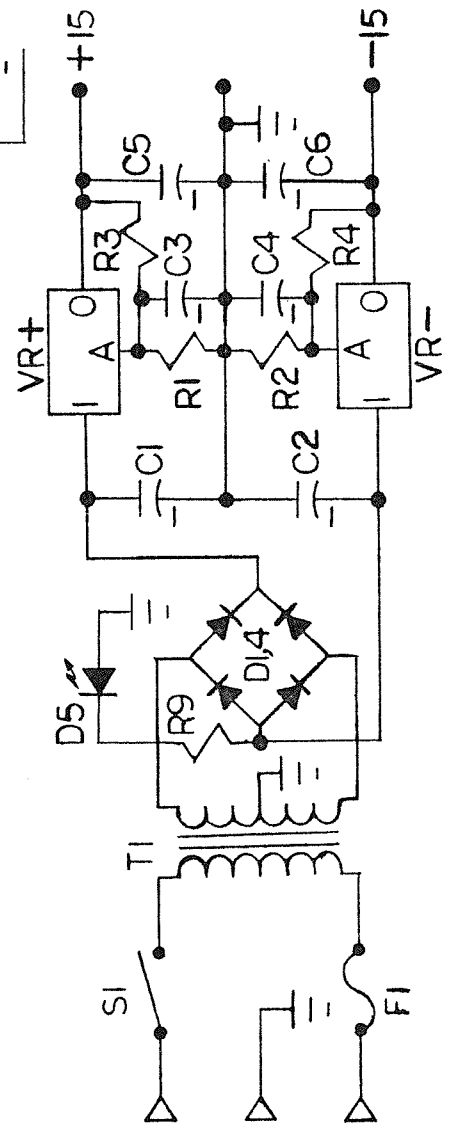 S1
F1
T1
D5
R9
D1,4
C1
C2
VR+
I
A
O
R1
R2
R3
C3
C4
R4
I
A
O
VR-
C5
C6
+15
-15